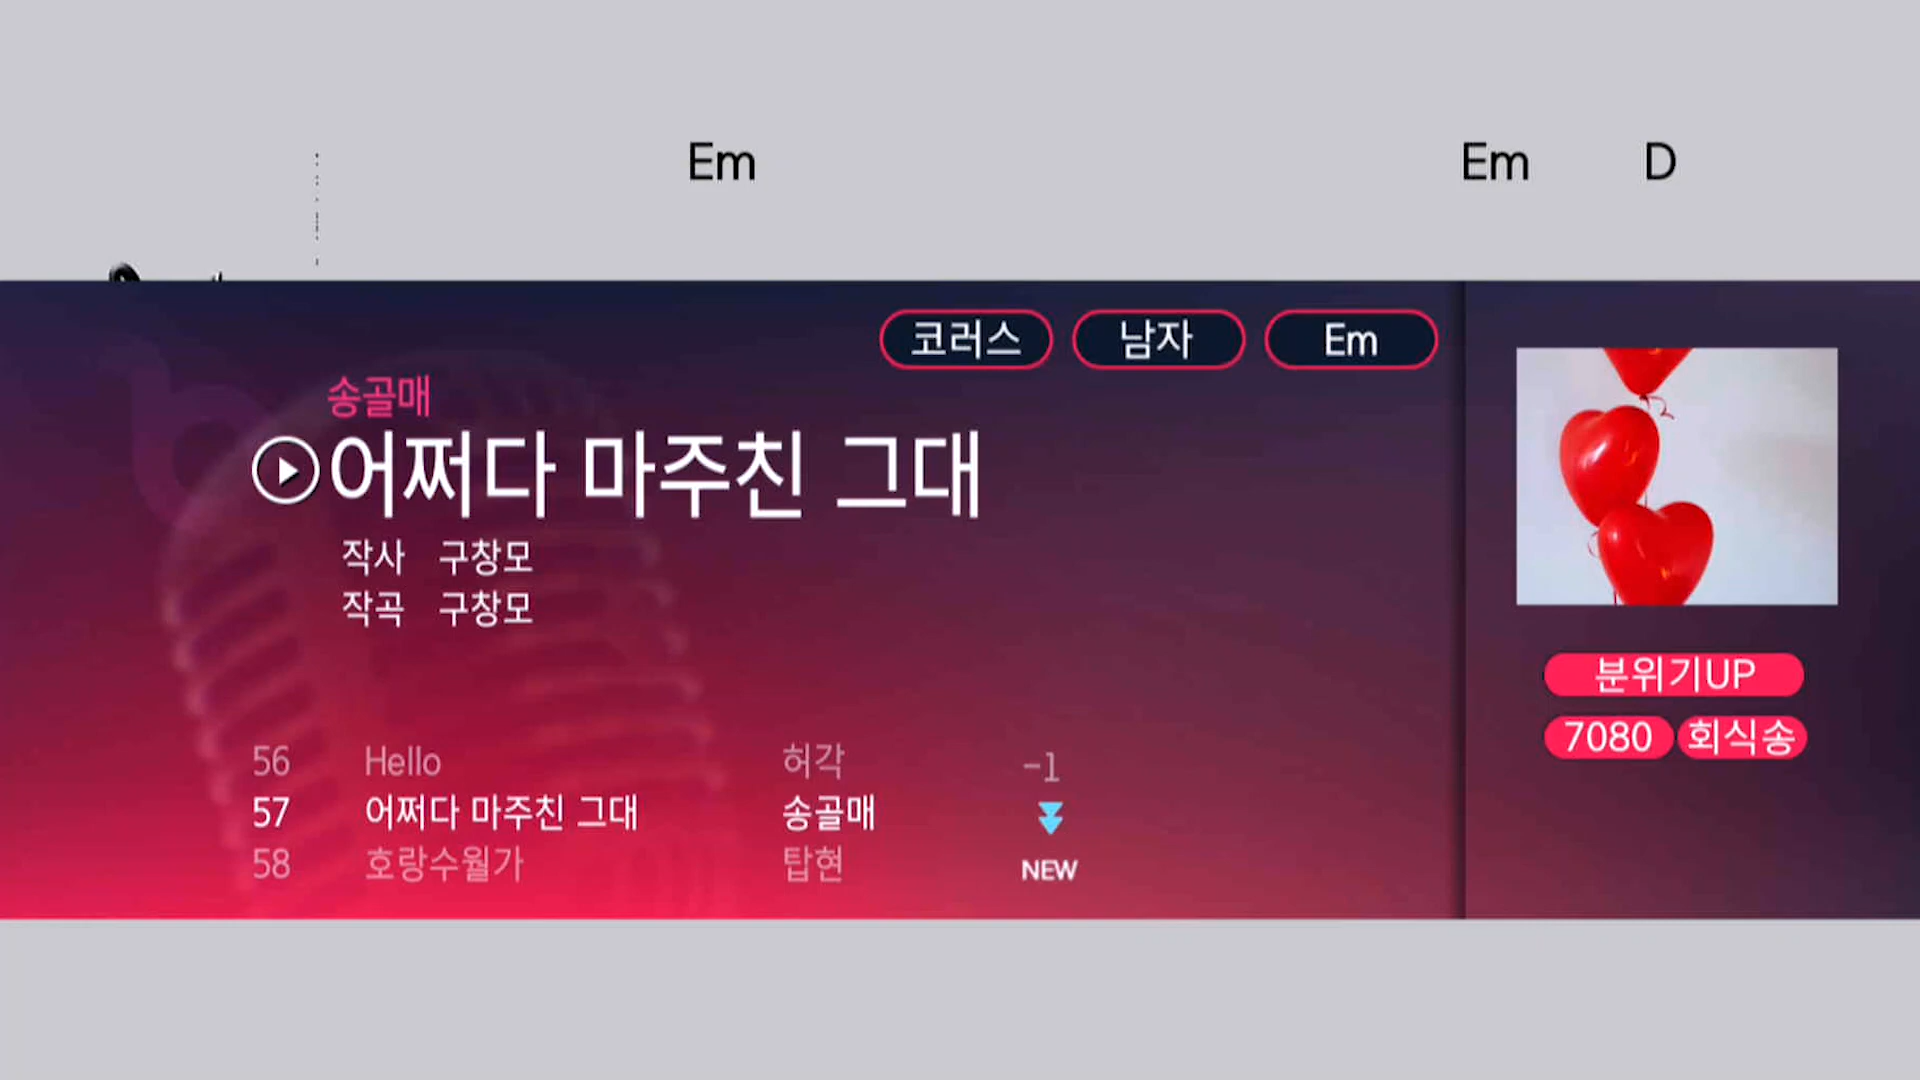 Em Em D
코러스 남자 Em
송골매
어쩌다 마주친 그대
작사 구창모
작곡 구창모
분위기UP
7080 회식송
56 Hello 허각 -1
57 어쩌다 마주친 그대 송골매
58 호랑수월가 탑현 NEW